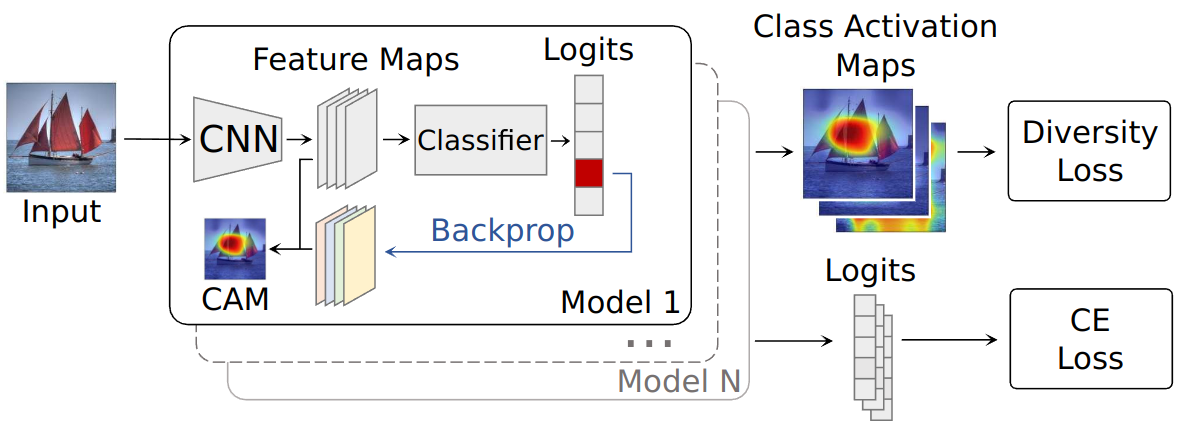 Class Activation
Maps
Feature Maps
Logits
CNN
Classifier
Input
Backprop
CAM
Model 1
...
Model N
Diversity
Loss
Logits
CE
Loss